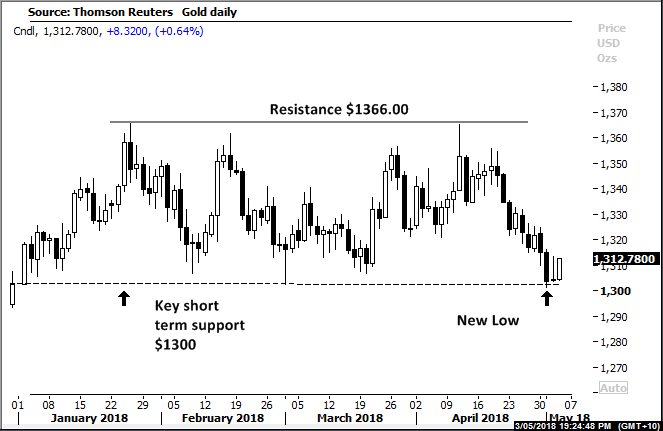 Source: Thomson Reuters   Gold daily
Cndl, 1,312.7800, +8.3200, (+0.64%)
Price
USD
Ozs
Resistance $1366.00
1,380
1,370
1,360
1,350
1,340
1,330
1,320
1,312.7800
1,310
1,300
1,290
1,280
1,270
Key short
term support
$1300
New Low
Auto
01 08 15 22 29 05 12 19 26 05 12 19 26 02 09 16 23 30 07
January 2018 February 2018 March 2018 April 2018 May 18
3/05/2018 19:24:48 PM (GMT+10)